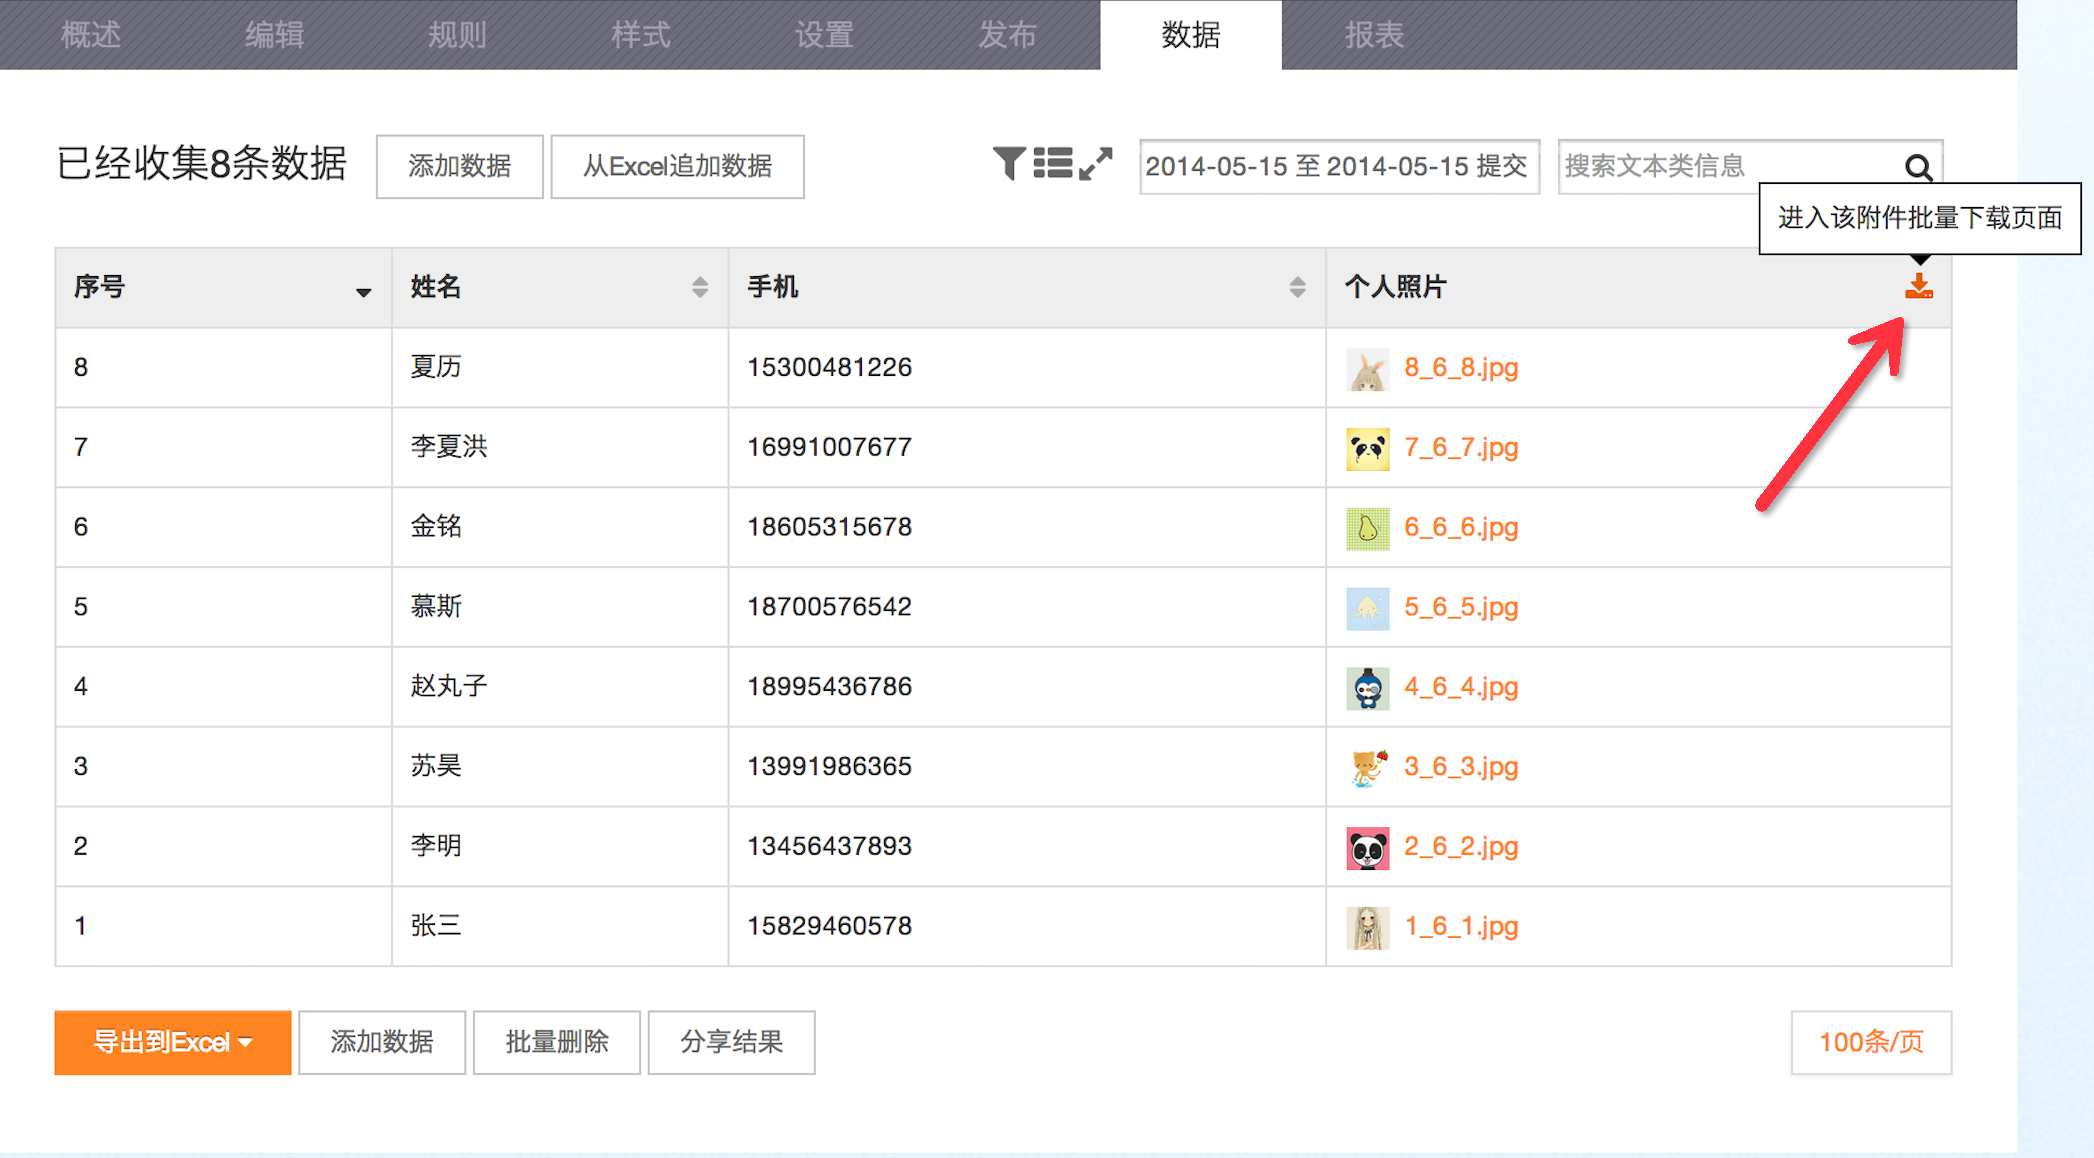 概述 编辑 规则 样式 设置 发布 数据 报表
已经收集8条数据 添加数据 从Excel追加数据 2014-05-15 至 2014-05-15 提交 搜索文本类信息
进入该附件批量下载页面
序号 姓名 手机 个人照片
8 夏历 15300481226 8_6_8.jpg
7 李夏洪 16991007677 7_6_7.jpg
6 金铭 18605315678 6_6_6.jpg
5 慕斯 18700576542 5_6_5.jpg
4 赵丸子 18995436786 4_6_4.jpg
3 苏昊 13991986365 3_6_3.jpg
2 李明 13456437893 2_6_2.jpg
1 张三 15829460578 1_6_1.jpg
导出到Excel 添加数据 批量删除 分享结果 100条/页